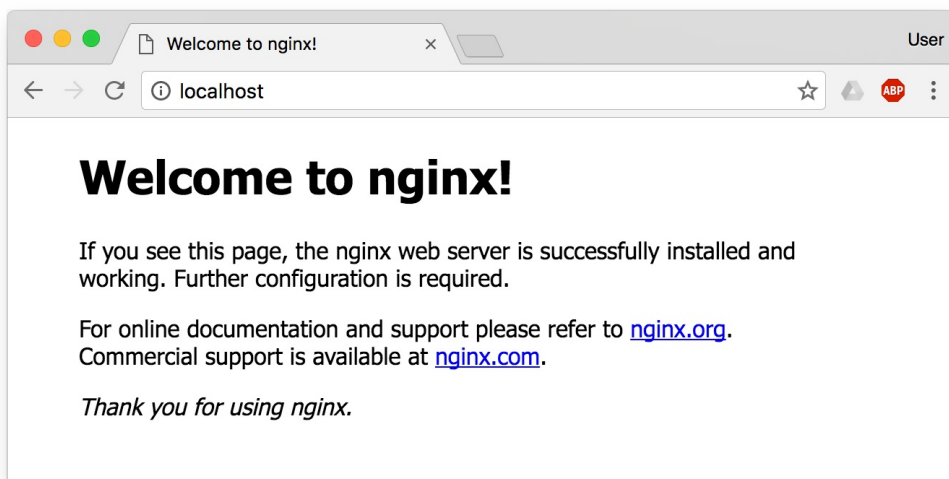 Welcome to nginx!
User
localhost
ABP
Welcome to nginx!
If you see this page, the nginx web server is successfully installed and
working. Further configuration is required.
For online documentation and support please refer to nginx.org.
Commercial support is available at nginx.com.
Thank you for using nginx.